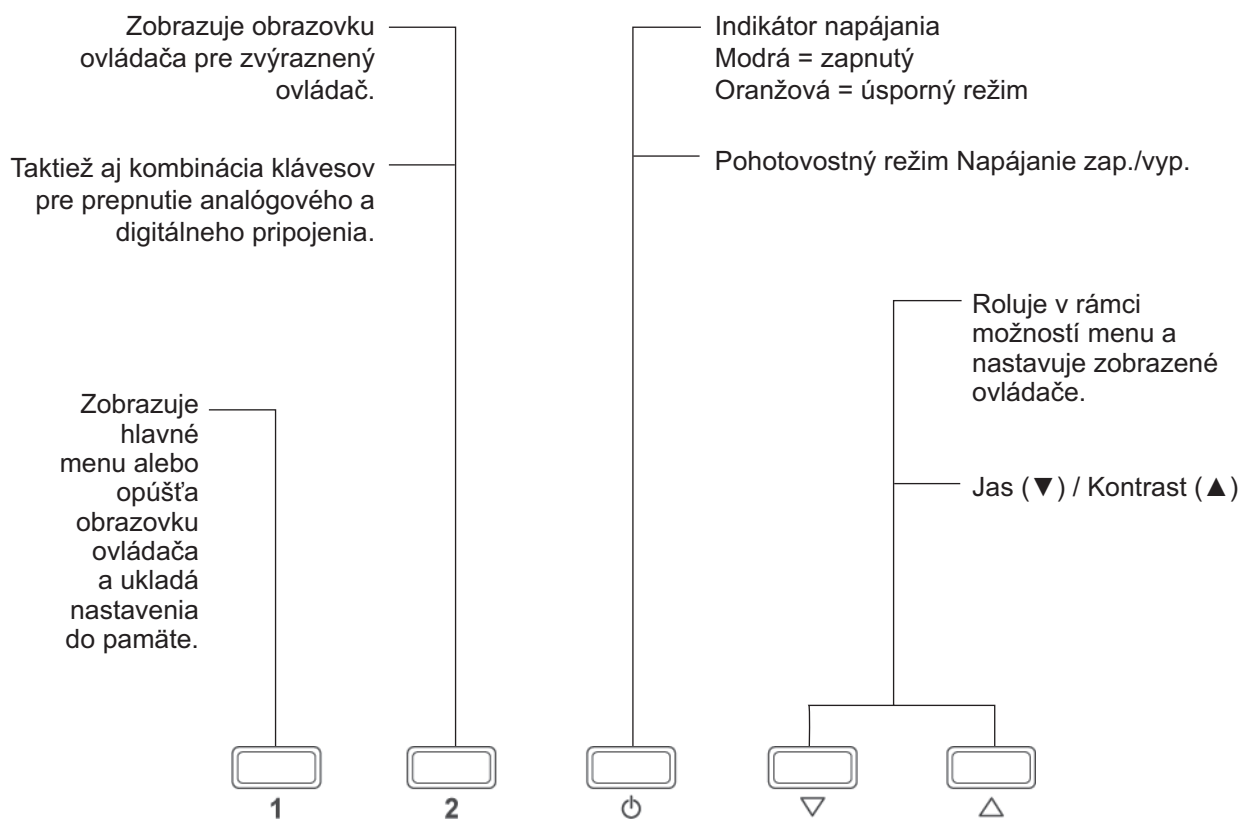 Zobrazuje obrazovku
ovládača pre zvýraznený
ovládač.
Taktiež aj kombinácia klávesov
pre prepnutie analógového a
digitálneho pripojenia.
Indikátor napájania
Modrá = zapnutý
Oranžová = úsporný režim
Pohotovostný režim Napájanie zap./vyp.
Roluje v rámci
možností menu a
nastavuje zobrazené
ovládače.
Jas (▼) / Kontrast (▲)
Zobrazuje
hlavné
menu alebo
opúšťa
obrazovku
ovládača
a ukladá
nastavenia
do pamäte.
1 2 ⏻ ▽ △